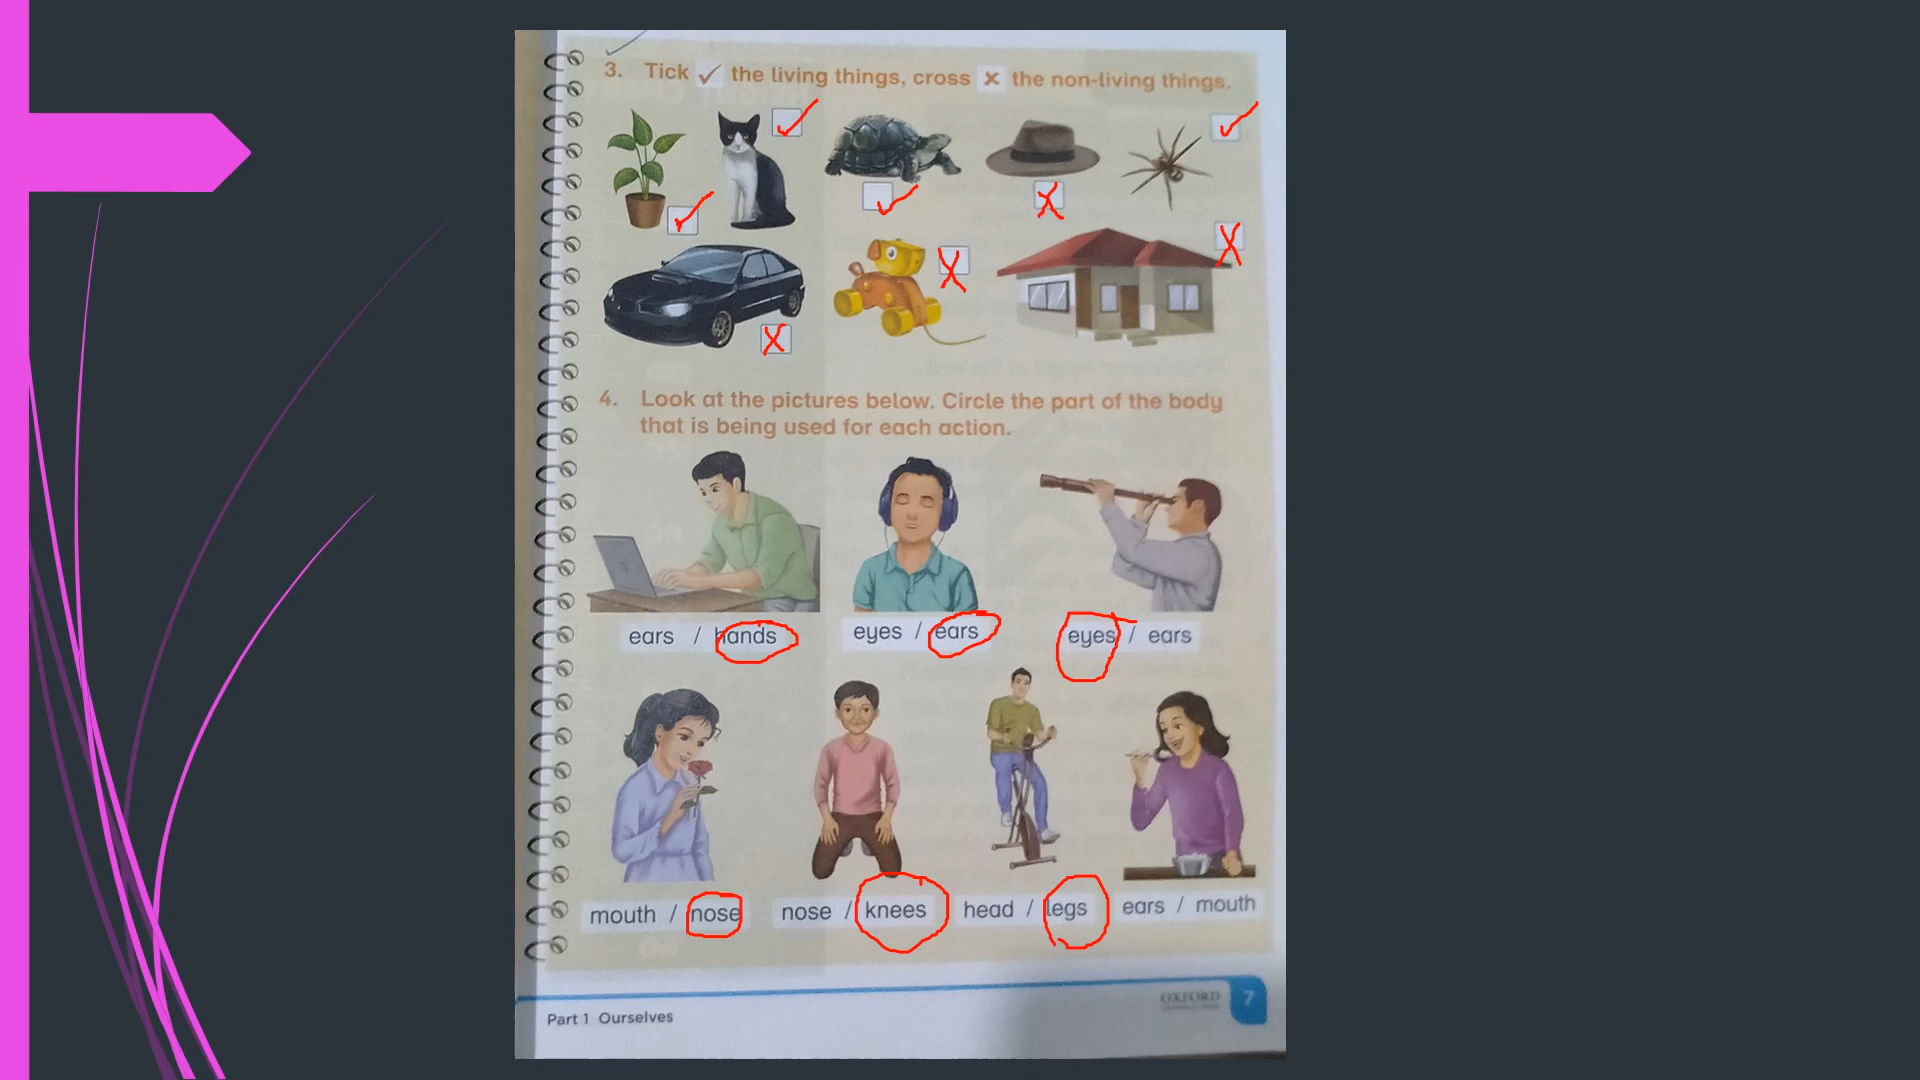 3. Tick ✓ the living things, cross ✗ the non-living things.
4. Look at the pictures below. Circle the part of the body
that is being used for each action.
ears / hands
eyes / ears
eyes / ears
mouth / nose
nose / knees
head / legs
ears / mouth
OXFORD
7
Part 1 Ourselves